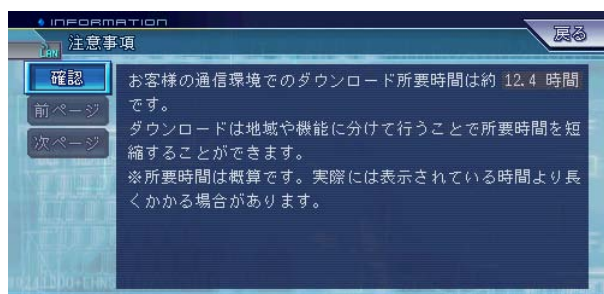 INFORMATION
LAN 注意事項
戻る
確認
前ページ
次ページ
お客様の通信環境でのダウンロード所要時間は約 12.4 時間
です。
ダウンロードは地域や機能に分けて行うことで所要時間を短
縮することができます。
※所要時間は概算です。実際には表示されている時間より長
くかかる場合があります。